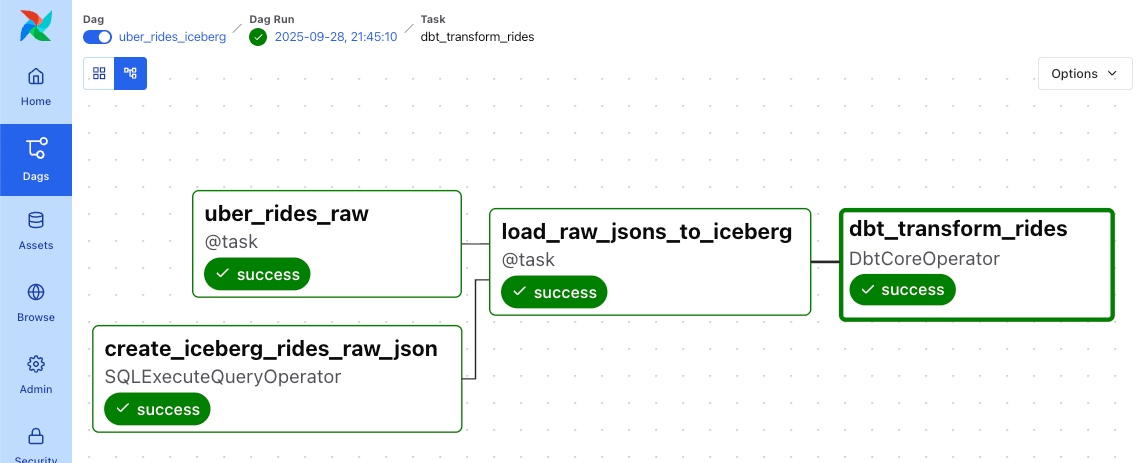 Dag
uber_rides_iceberg
Dag Run
2025-09-28, 21:45:10
Task
dbt_transform_rides
Options
Home
Dags
Assets
Browse
Admin
Security
uber_rides_raw
@task
success
create_iceberg_rides_raw_json
SQLExecuteQueryOperator
success
load_raw_jsons_to_iceberg
@task
success
dbt_transform_rides
DbtCoreOperator
success